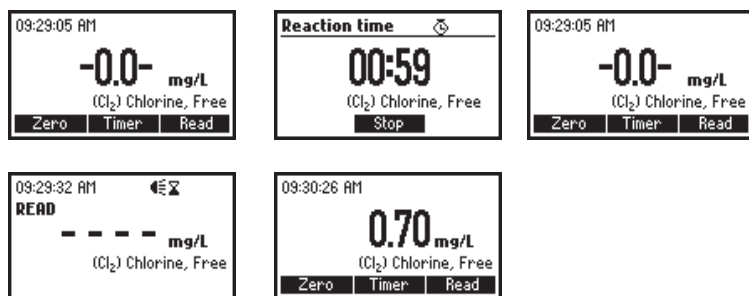 09:29:05 AM
-0.0- mg/L
(Cl₂) Chlorine, Free
Zero Timer Read
Reaction time
00:59
(Cl₂) Chlorine, Free
Stop
09:29:05 AM
-0.0- mg/L
(Cl₂) Chlorine, Free
Zero Timer Read
09:29:32 AM
READ
- - - - mg/L
(Cl₂) Chlorine, Free
09:30:26 AM
0.70 mg/L
(Cl₂) Chlorine, Free
Zero Timer Read